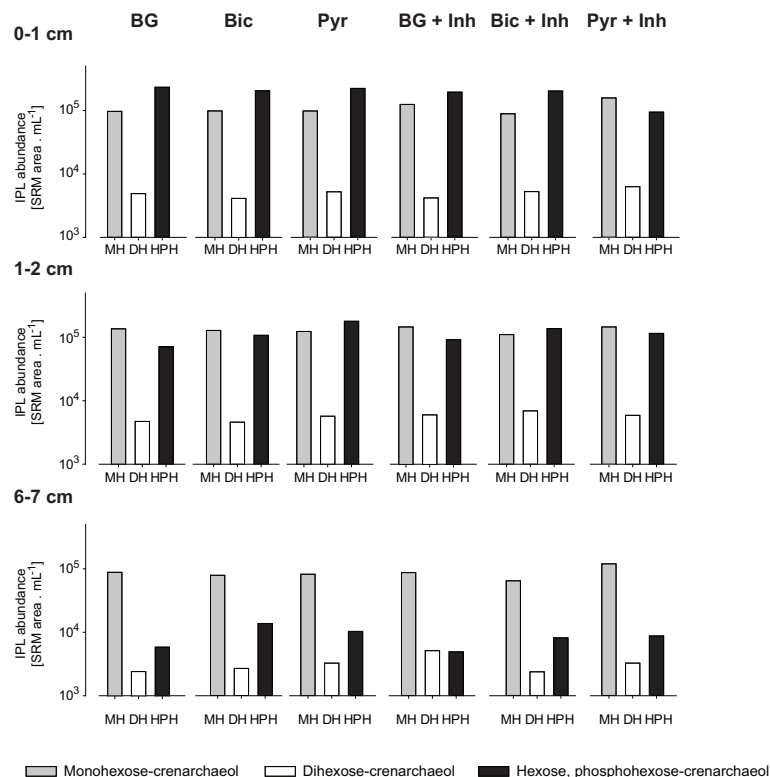 BG Bic Pyr BG + Inh Bic + Inh Pyr + Inh
0-1 cm
IPL abundance
[SRM area . mL-1]
10^5
10^4
10^3
MH DH HPH MH DH HPH MH DH HPH MH DH HPH MH DH HPH MH DH HPH
1-2 cm
IPL abundance
[SRM area . mL-1]
10^5
10^4
10^3
MH DH HPH MH DH HPH MH DH HPH MH DH HPH MH DH HPH MH DH HPH
6-7 cm
IPL abundance
[SRM area . mL-1]
10^5
10^4
10^3
MH DH HPH MH DH HPH MH DH HPH MH DH HPH MH DH HPH MH DH HPH
Monohexose-crenarchaeol Dihexose-crenarchaeol Hexose, phosphohexose-crenarchaeol